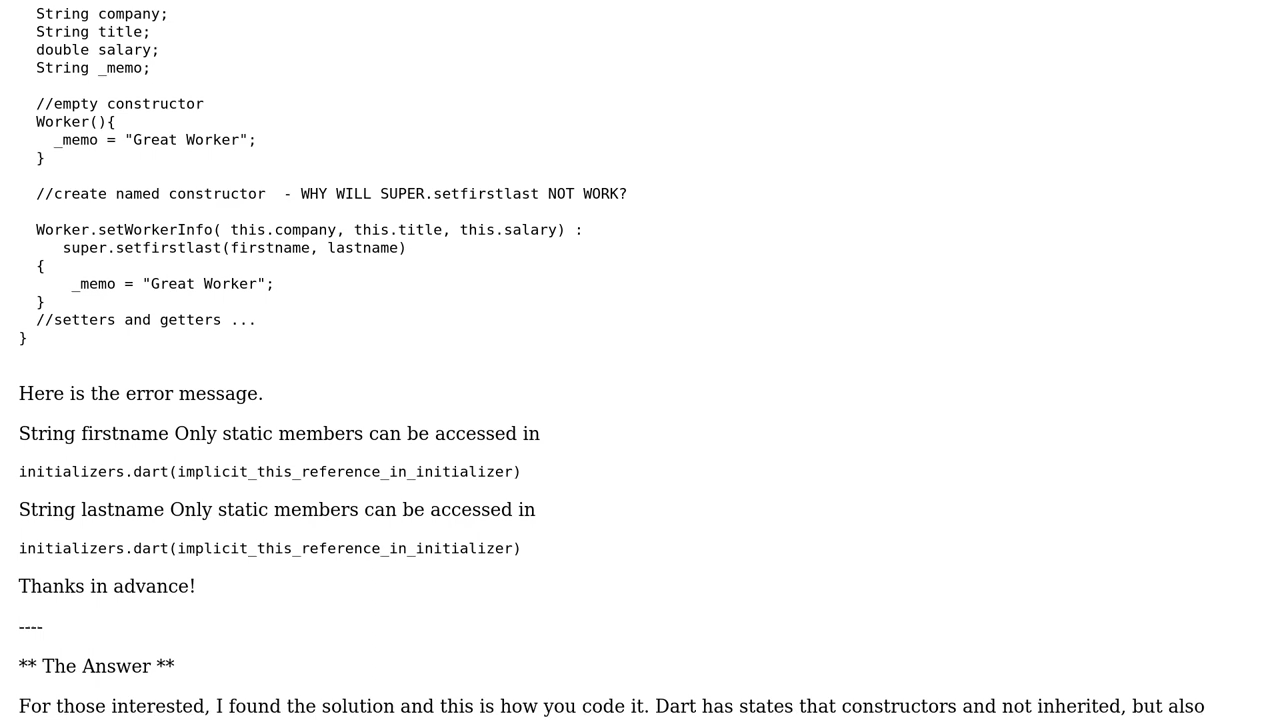 String company;
String title;
double salary;
String _memo;
//empty constructor
Worker(){
_memo = "Great Worker";
}
//create named constructor  - WHY WILL SUPER.setfirstlast NOT WORK?
Worker.setWorkerInfo( this.company, this.title, this.salary) :
super.setfirstlast(firstname, lastname)
{
_memo = "Great Worker";
}
//setters and getters ...
}
Here is the error message.
String firstname Only static members can be accessed in
initializers.dart(implicit_this_reference_in_initializer)
String lastname Only static members can be accessed in
initializers.dart(implicit_this_reference_in_initializer)
Thanks in advance!
----
** The Answer **
For those interested, I found the solution and this is how you code it. Dart has states that constructors and not inherited, but also